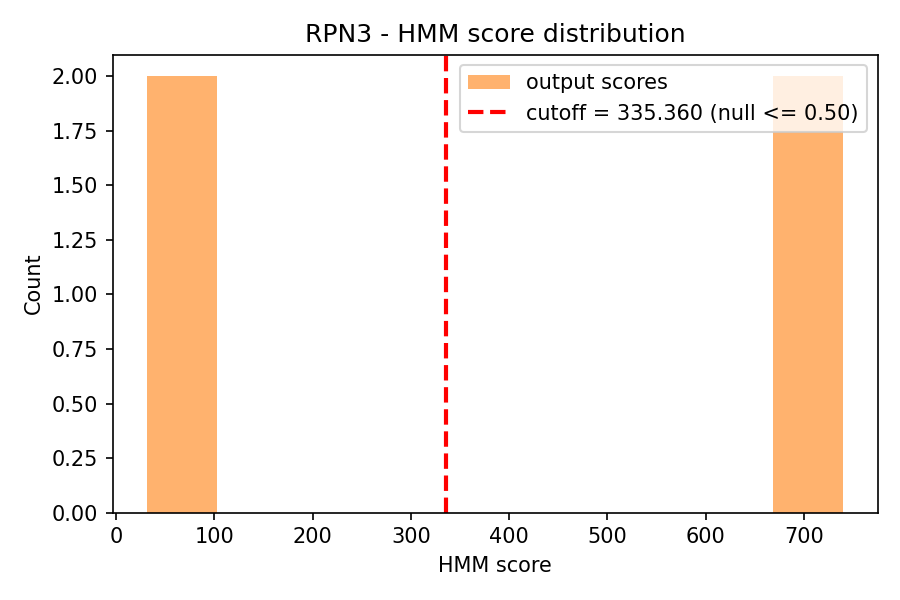 RPN3 - HMM score distribution
output scores
cutoff = 335.360 (null <= 0.50)
Count
2.00
1.75
1.50
1.25
1.00
0.75
0.50
0.25
0.00
0 100 200 300 400 500 600 700
HMM score